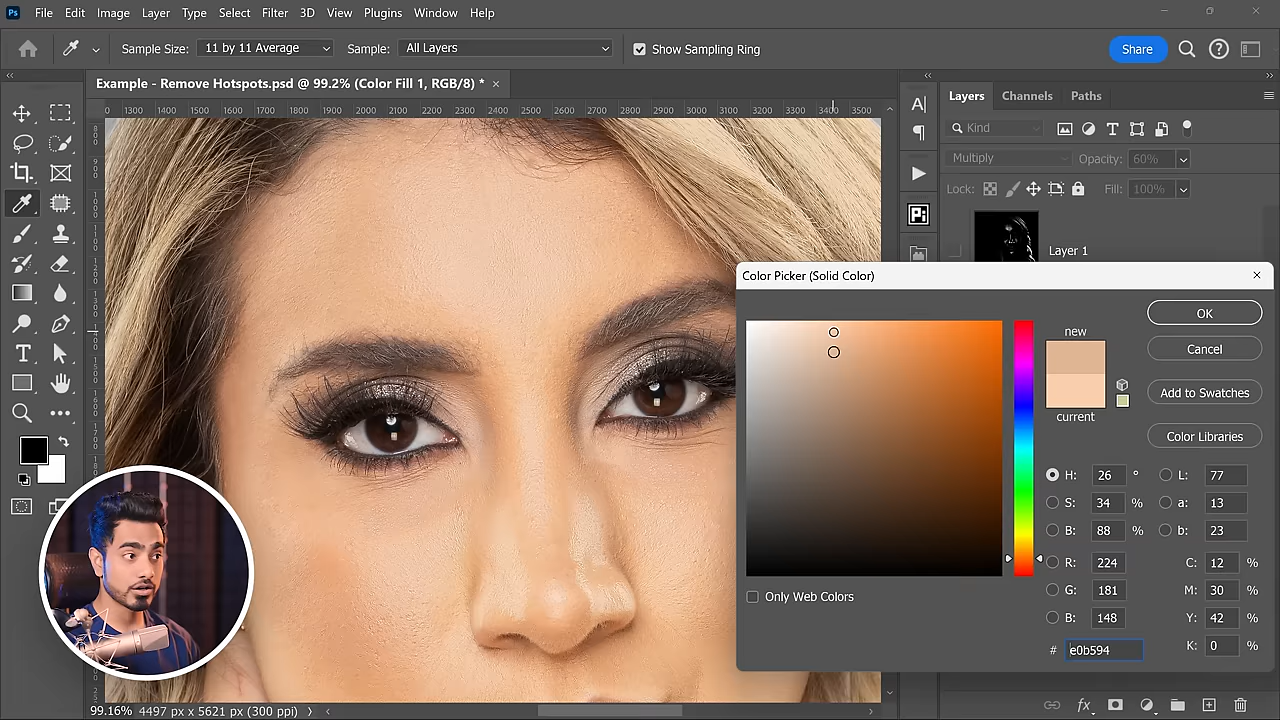 Ps File Edit Image Layer Type Select Filter 3D View Plugins Window Help
Sample Size: 11 by 11 Average Sample: All Layers Show Sampling Ring Share
Example - Remove Hotspots.psd @ 99.2% (Color Fill 1, RGB/8) * ×
Layers Channels Paths
0 1300 1400 1500 1600 1700 1800 1900 2000 2100 2200 2300 2400 2500 2600 2700 2800 2900 3000 3100 3200 3300 3400 3500
Kind
Multiply Opacity: 60%
Lock: Fill: 100%
Pi
Layer 1
Color Picker (Solid Color)
new
current
OK
Cancel
Add to Swatches
Color Libraries
H: 26 ° L: 77
S: 34 % a: 13
B: 88 % b: 23
R: 224 C: 12 %
G: 181 M: 30 %
B: 148 Y: 42 %
# e0b594 K: 0 %
Only Web Colors
99.16% 4497 px x 5621 px (300 ppi)
fx